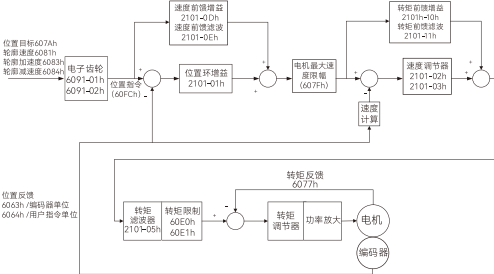 位置目标607Ah
轮廓速度6081h
轮廓加速度6083h
轮廓减速度6084h
电子齿轮
6091-01h
6091-02h
位置指令
(60FCh)
速度前馈增益
2101-0Dh
速度前馈滤波
2101-0Eh
位置环增益
2101-01h
电机最大速
度限幅
(607Fh)
转矩前馈增益
2101h-10h
转矩前馈滤波
2101-11h
速度调节器
2101-02h
2101-03h
速度
计算
位置反馈
6063h /编码器单位
6064h /用户指令单位
转矩
滤波器
2101-05h
转矩限制
60E0h
60E1h
转矩反馈
6077h
转矩
调节器
功率放大
电机
编码器